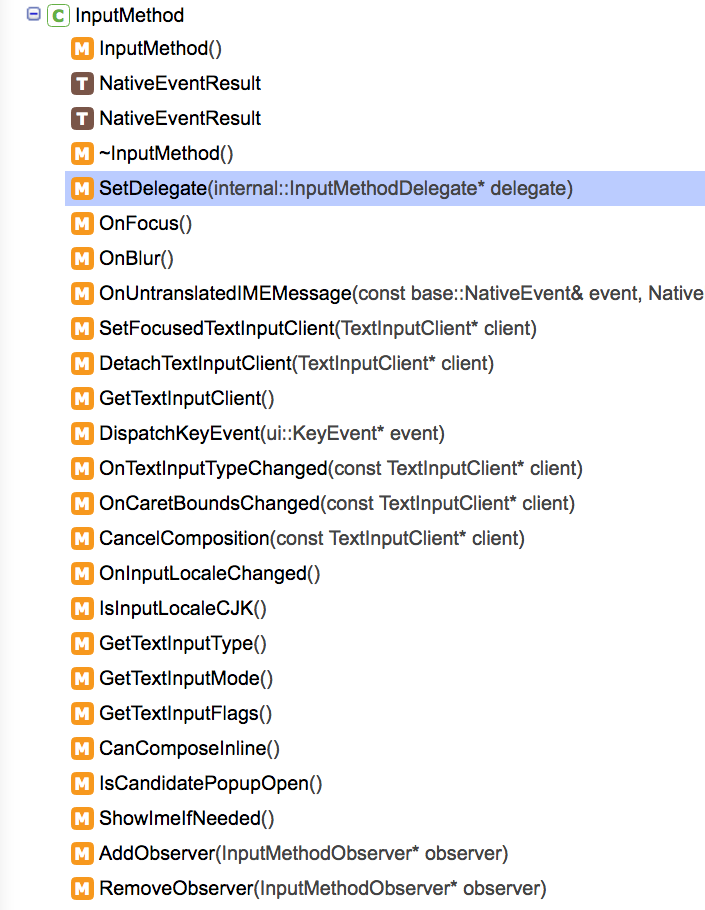 C InputMethod
M InputMethod()
T NativeEventResult
T NativeEventResult
M ~InputMethod()
M SetDelegate(internal::InputMethodDelegate* delegate)
M OnFocus()
M OnBlur()
M OnUntranslatedIMEMessage(const base::NativeEvent& event, Native
M SetFocusedTextInputClient(TextInputClient* client)
M DetachTextInputClient(TextInputClient* client)
M GetTextInputClient()
M DispatchKeyEvent(ui::KeyEvent* event)
M OnTextInputTypeChanged(const TextInputClient* client)
M OnCaretBoundsChanged(const TextInputClient* client)
M CancelComposition(const TextInputClient* client)
M OnInputLocaleChanged()
M IsInputLocaleCJK()
M GetTextInputType()
M GetTextInputMode()
M GetTextInputFlags()
M CanComposeInline()
M IsCandidatePopupOpen()
M ShowImeIfNeeded()
M AddObserver(InputMethodObserver* observer)
M RemoveObserver(InputMethodObserver* observer)